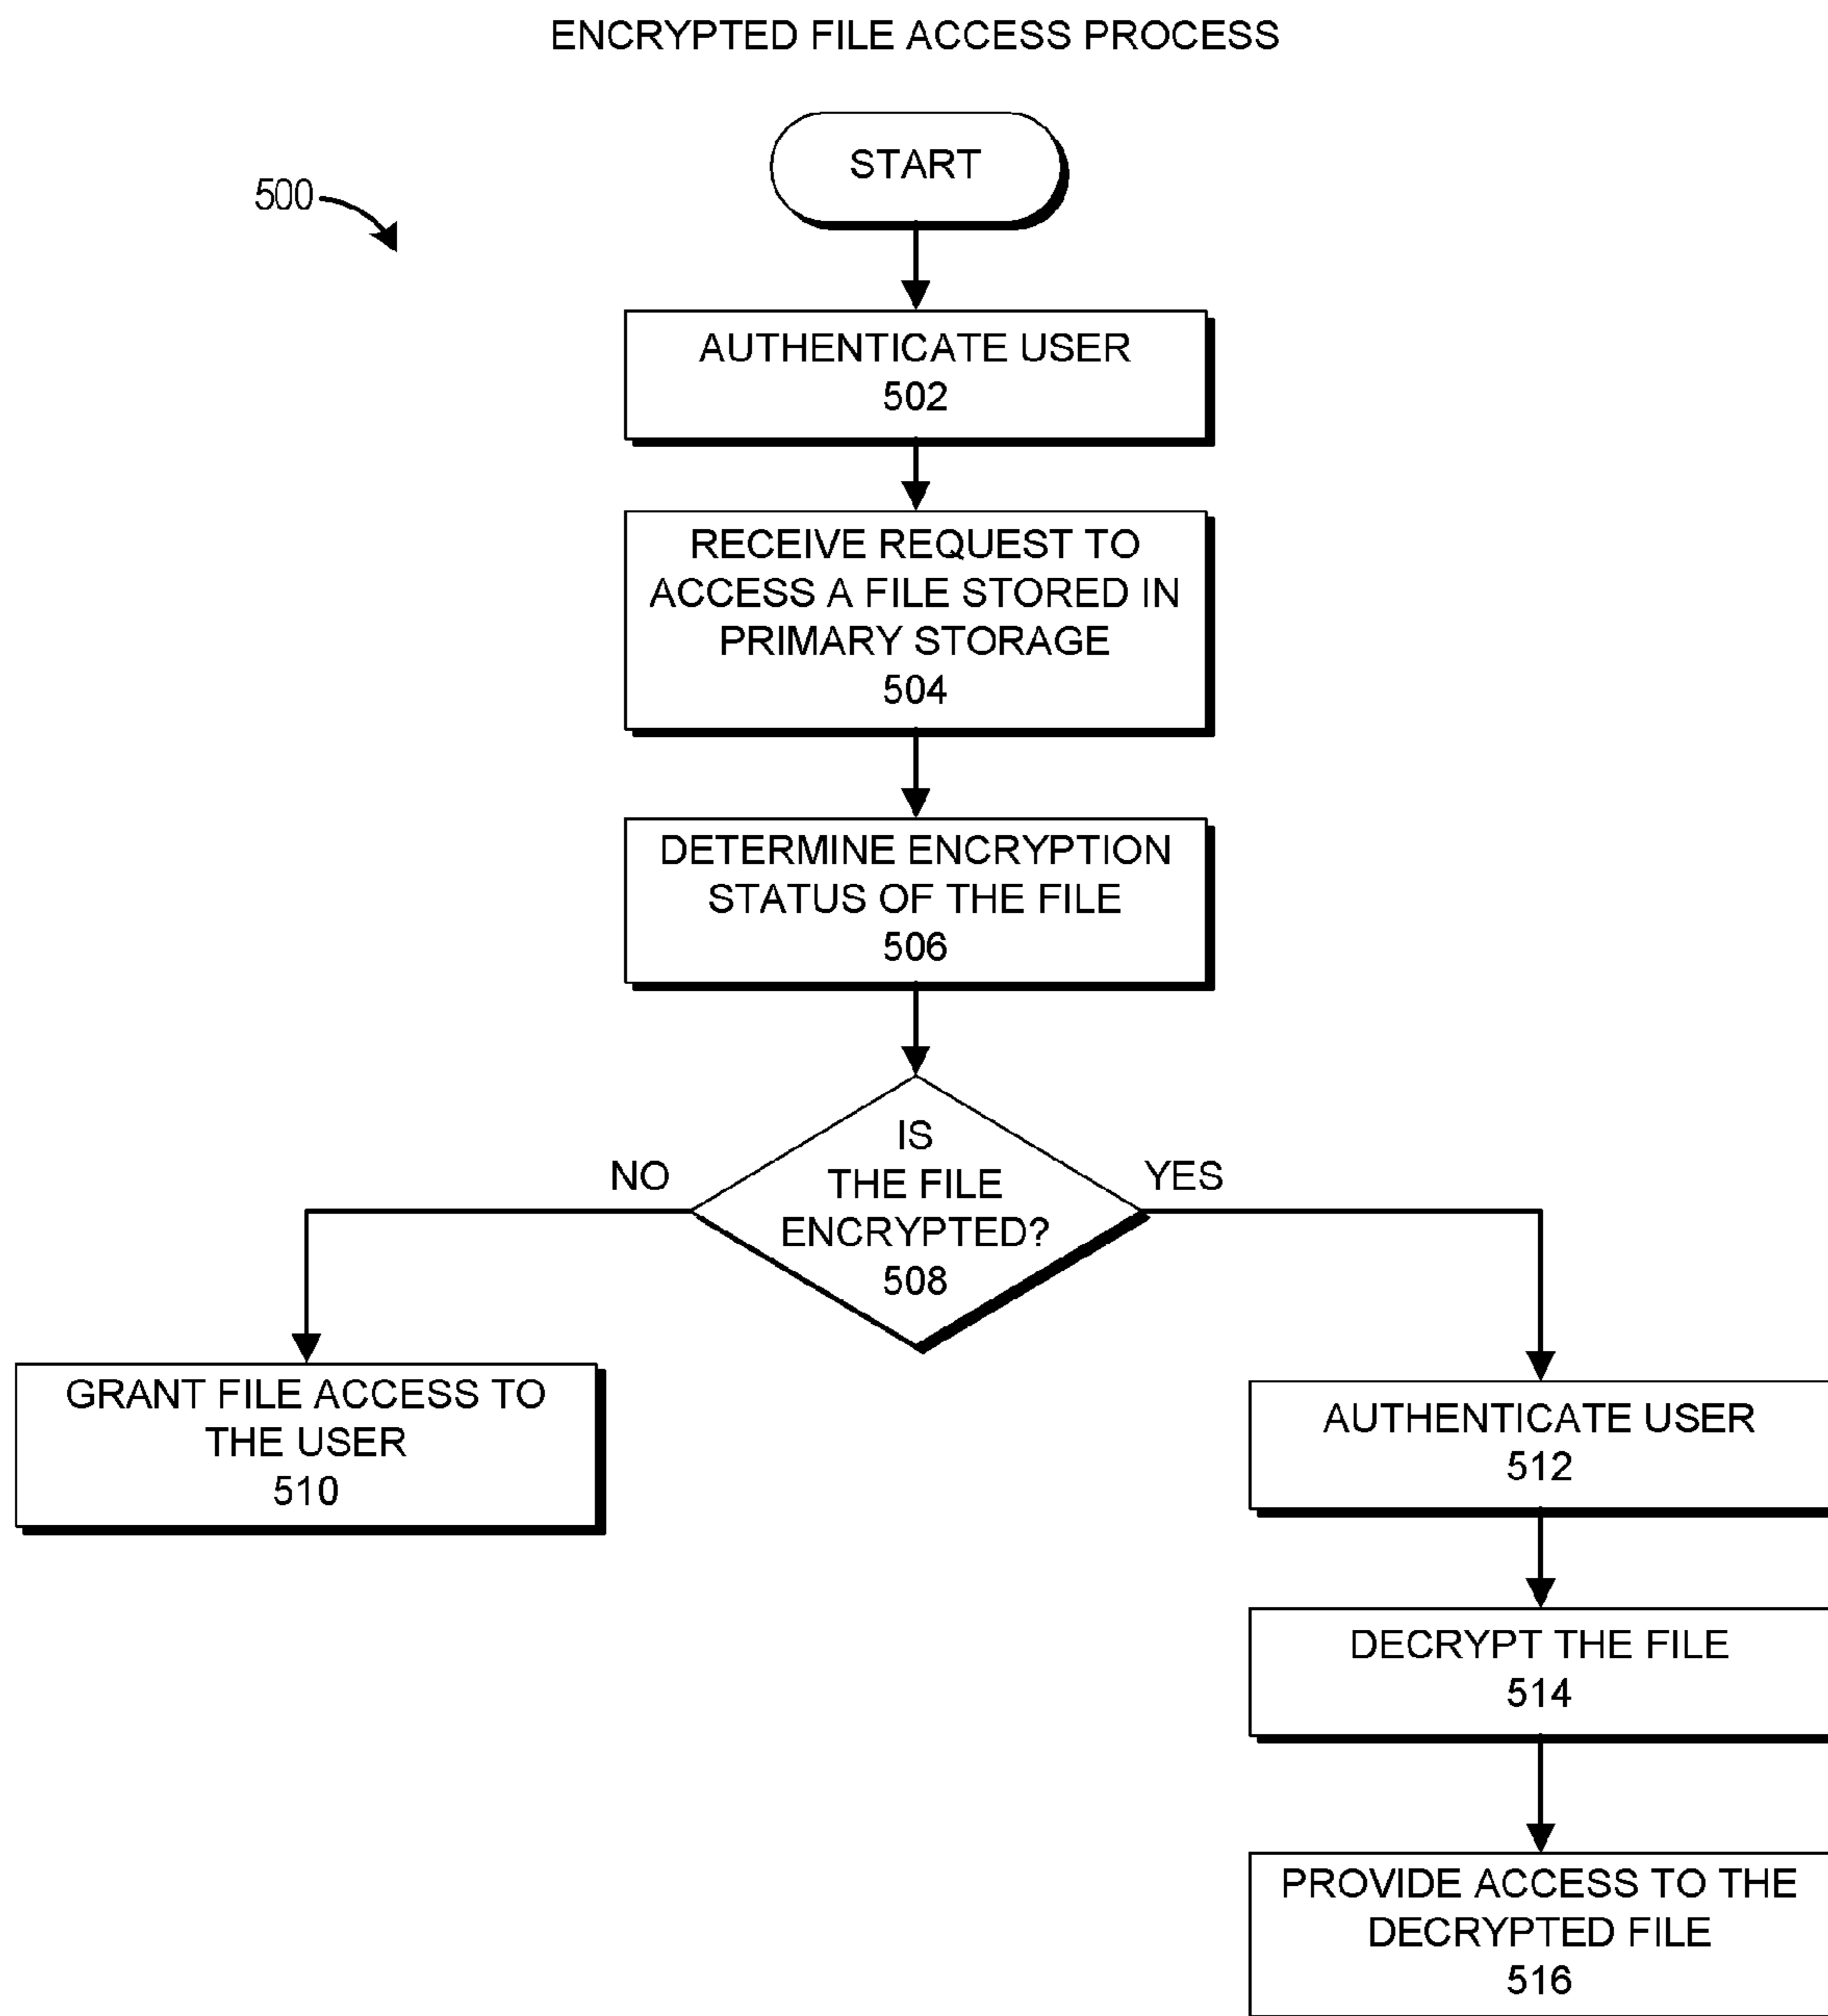 ENCRYPTED FILE ACCESS PROCESS
START
500
AUTHENTICATE USER
502
RECEIVE REQUEST TO
ACCESS A FILE STORED IN
PRIMARY STORAGE
504
DETERMINE ENCRYPTION
STATUS OF THE FILE
506
IS
THE FILE
ENCRYPTED?
508
NO
YES
GRANT FILE ACCESS TO
THE USER
510
AUTHENTICATE USER
512
DECRYPT THE FILE
514
PROVIDE ACCESS TO THE
DECRYPTED FILE
516